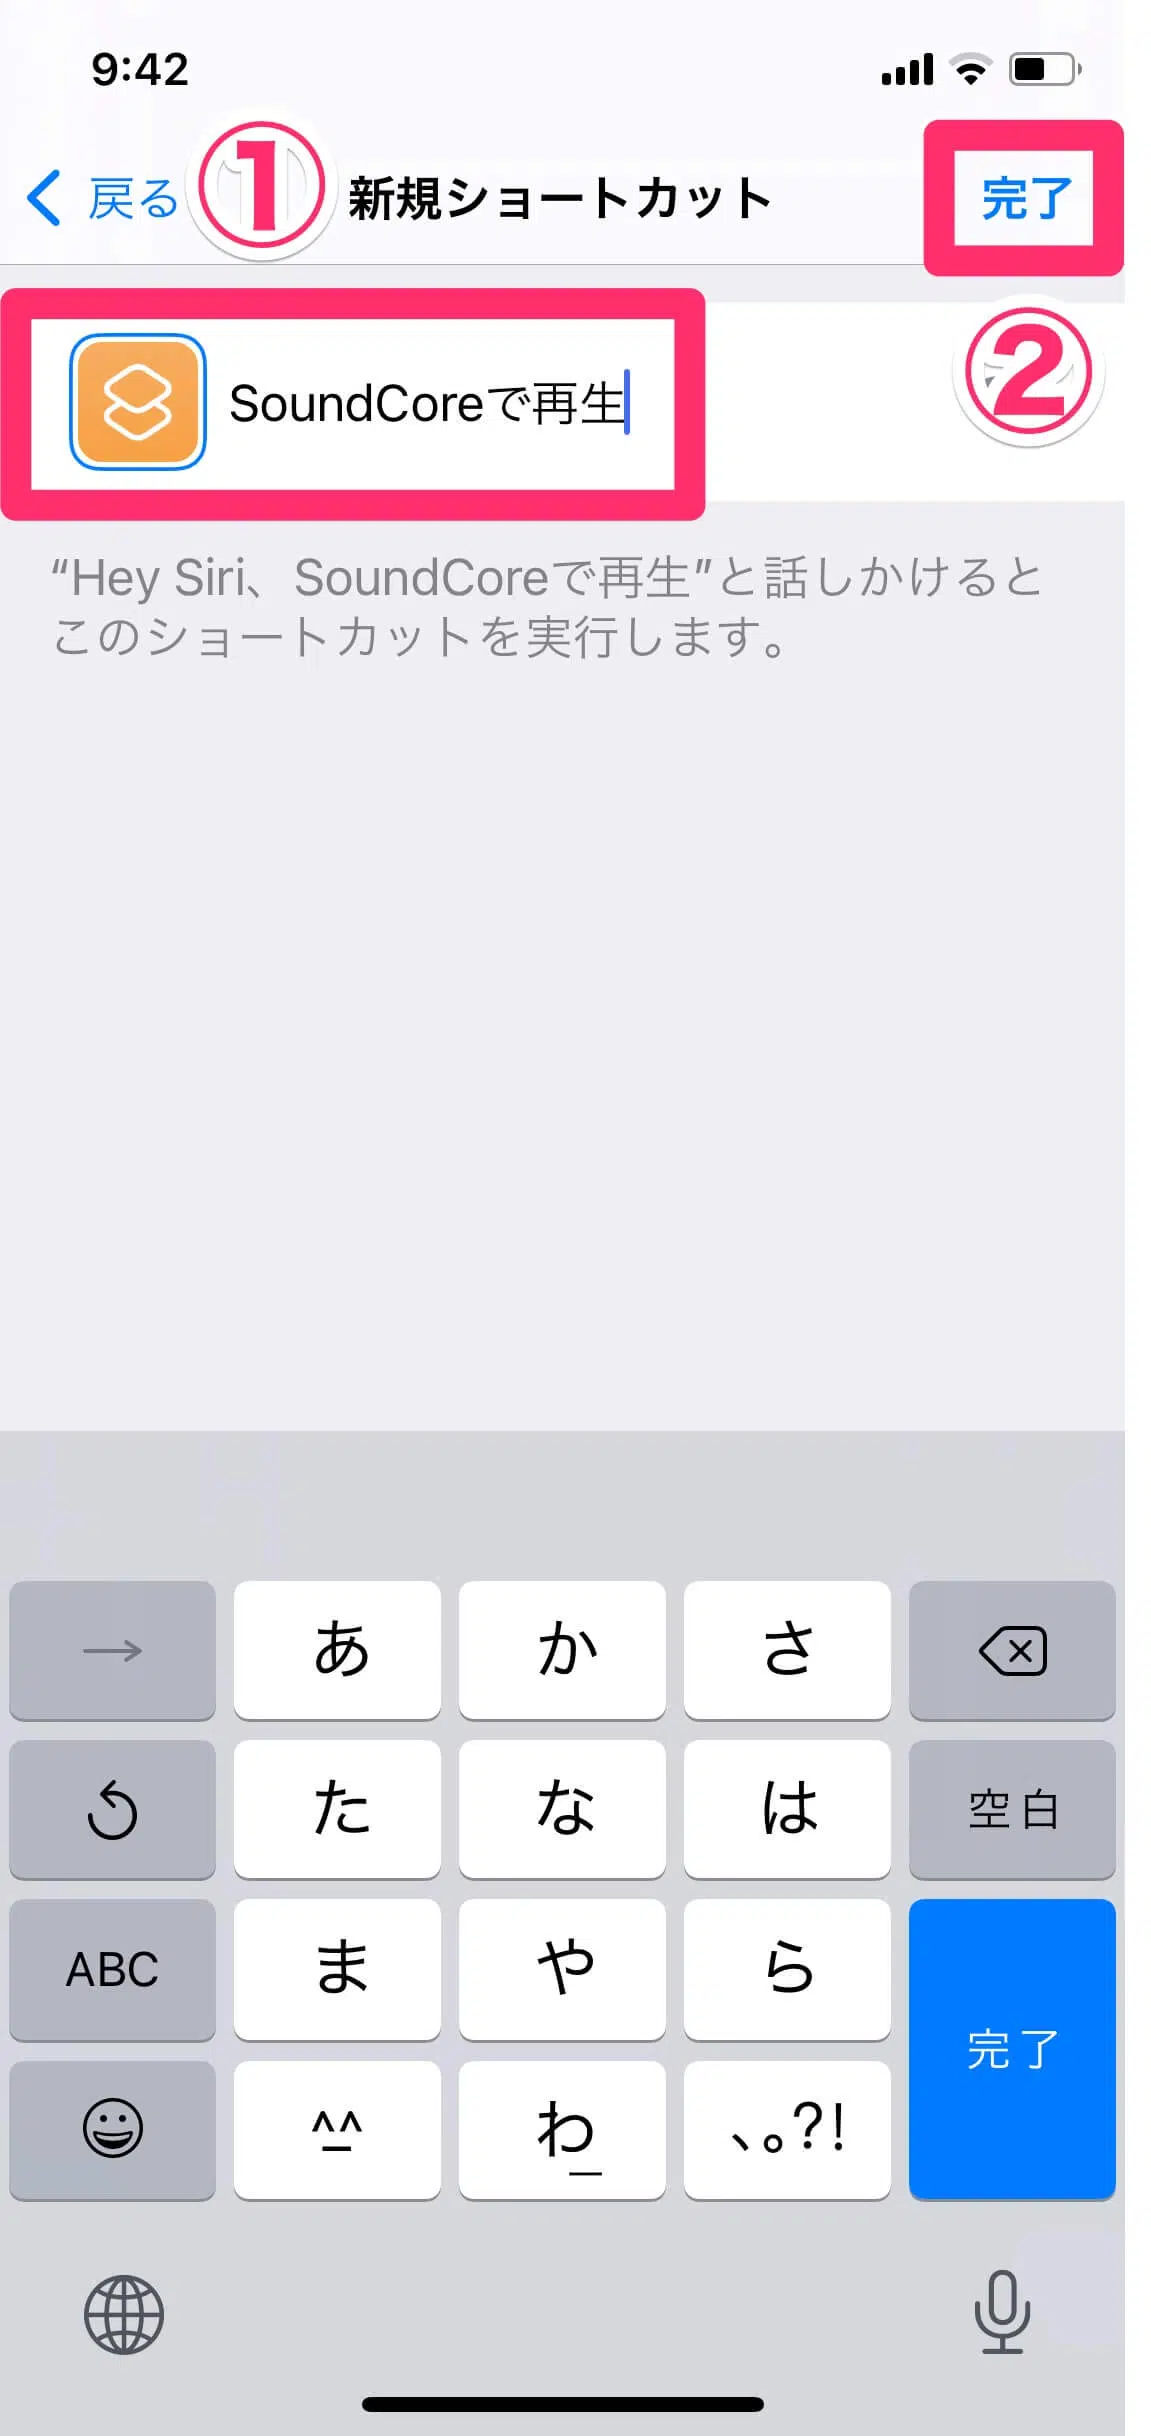 9:42
戻る
1
新規ショートカット
完了
SoundCoreで再生
2
“Hey Siri、SoundCoreで再生”と話しかけると
このショートカットを実行します。
→ あ か さ
た な は 空白
ABC ま や ら 完了
^_^ わ_ 、。?!